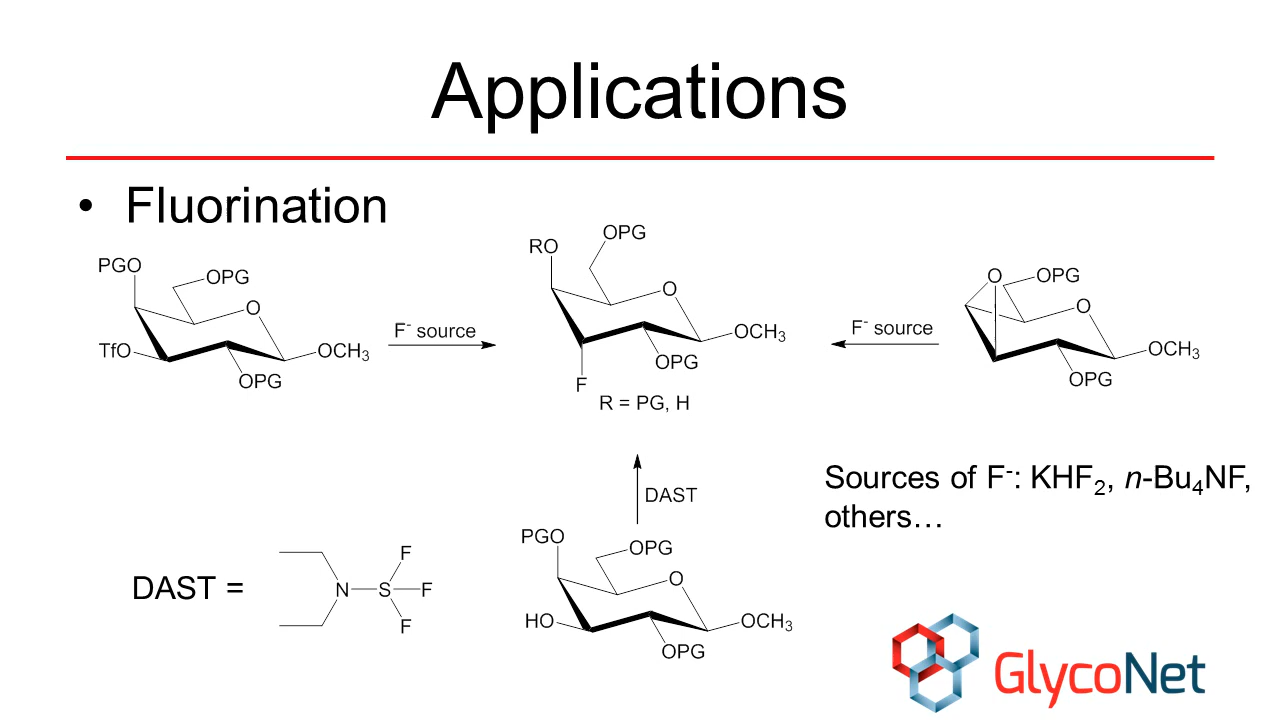 Applications
• Fluorination
PGO
OPG
O
TfO
OCH3
OPG
F- source
RO
OPG
O
OCH3
OPG
F
R = PG, H
F- source
O
OPG
O
OCH3
OPG
Sources of F-: KHF2, n-Bu4NF,
others…
DAST
DAST =
N
S
F
F
F
PGO
OPG
O
HO
OCH3
OPG
GlycoNet